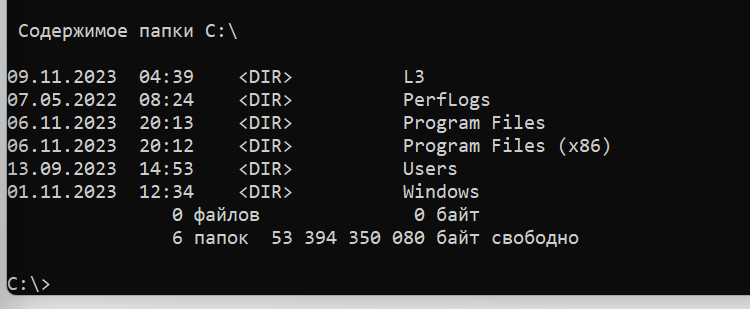 Содержимое папки C:\
09.11.2023  04:39    <DIR>          L3
07.05.2022  08:24    <DIR>          PerfLogs
06.11.2023  20:13    <DIR>          Program Files
06.11.2023  20:12    <DIR>          Program Files (x86)
13.09.2023  14:53    <DIR>          Users
01.11.2023  12:34    <DIR>          Windows
               0 файлов              0 байт
               6 папок  53 394 350 080 байт свободно
C:\>